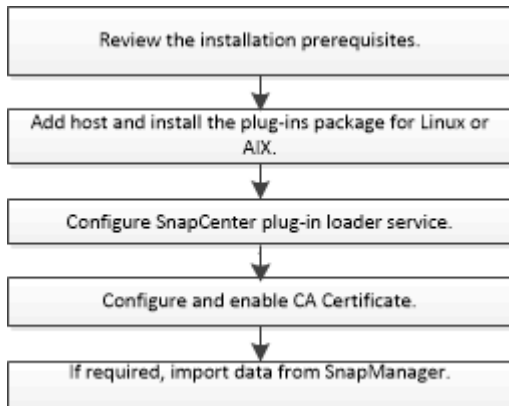 Review the installation prerequisites.
Add host and install the plug-ins package for Linux or
AIX.
Configure SnapCenter plug-in loader service.
Configure and enable CA Certificate.
If required, import data from SnapManager.